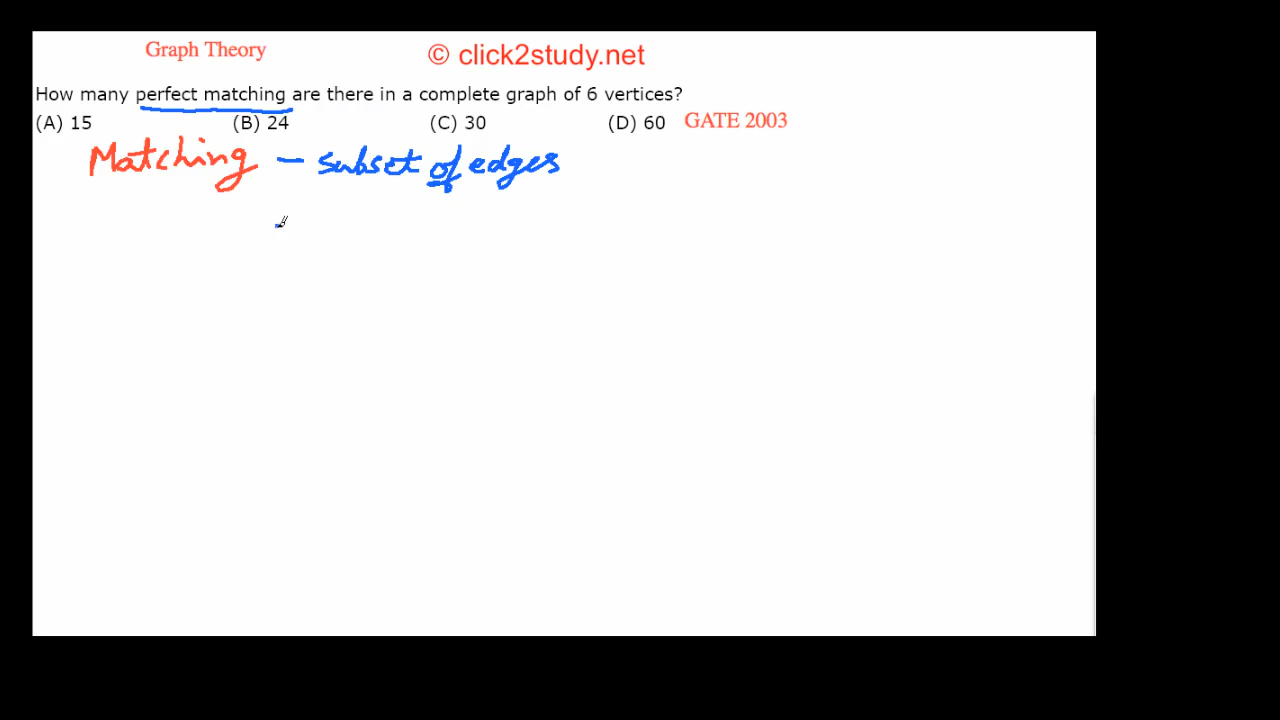 Graph Theory
© click2study.net
How many perfect matching are there in a complete graph of 6 vertices?
(A) 15 (B) 24 (C) 30 (D) 60 GATE 2003
Matching - subset of edges